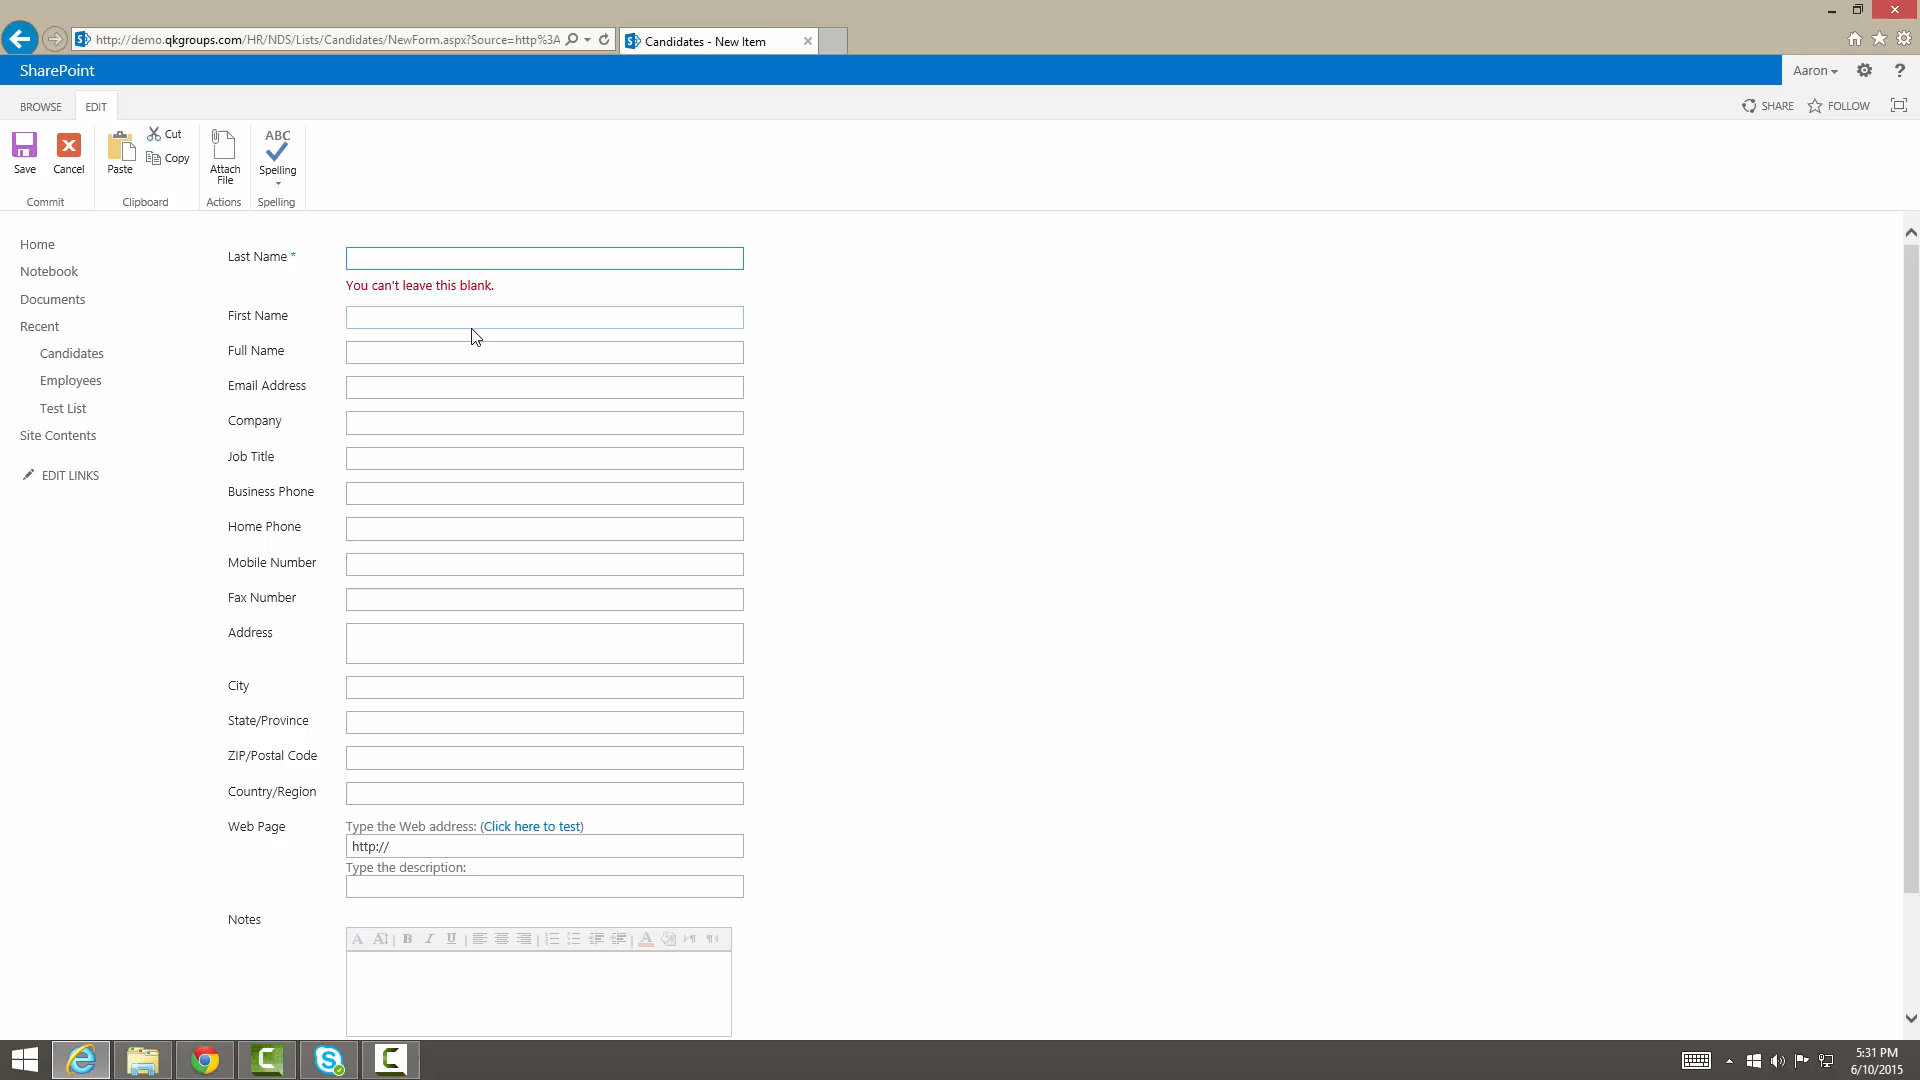 http://demo.qkgroups.com/HR/NDS/Lists/Candidates/NewForm.aspx?Source=http%3A
Candidates - New Item
SharePoint
Aaron
?
BROWSE
EDIT
SHARE
FOLLOW
Save
Cancel
Paste
Cut
Copy
Attach
File
ABC
Spelling
Commit
Clipboard
Actions
Spelling
Home
Notebook
Documents
Recent
Candidates
Employees
Test List
Site Contents
EDIT LINKS
Last Name *
You can't leave this blank.
First Name
Full Name
Email Address
Company
Job Title
Business Phone
Home Phone
Mobile Number
Fax Number
Address
City
State/Province
ZIP/Postal Code
Country/Region
Web Page
Type the Web address: (Click here to test)
http://
Type the description:
Notes
A A B I U A
5:31 PM
6/10/2015